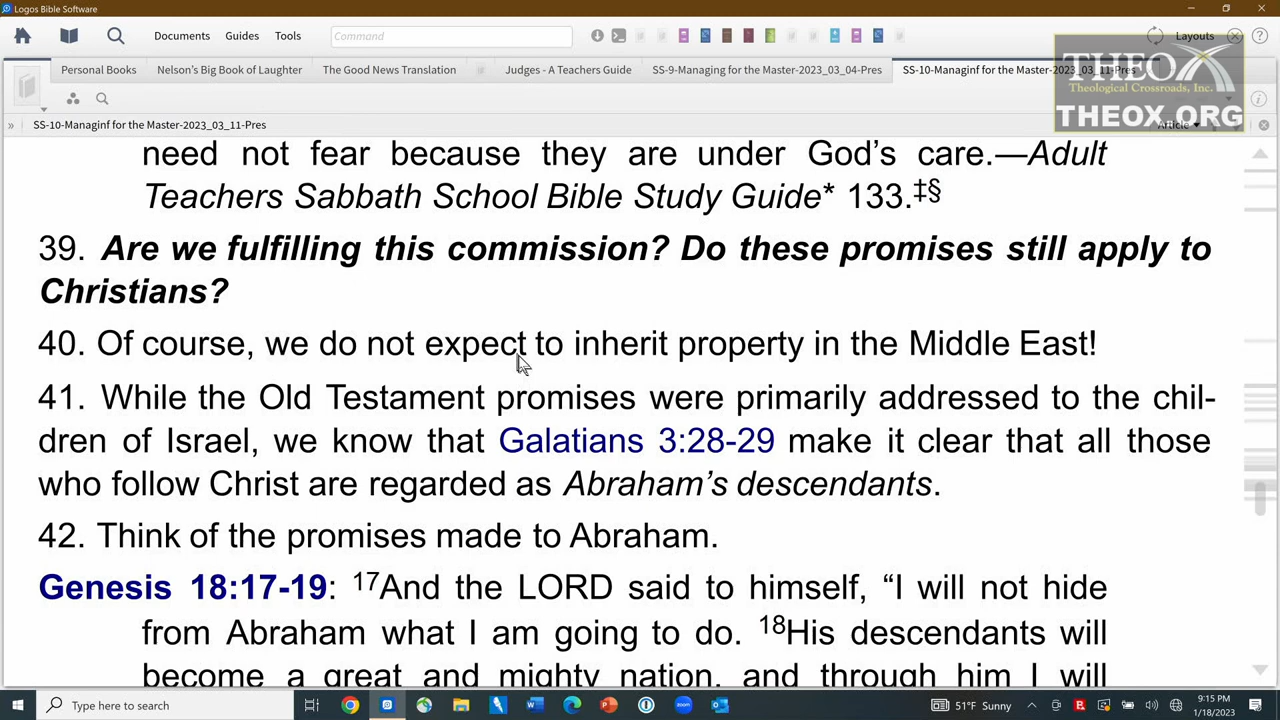 Logos Bible Software
Documents Guides Tools Command Layouts
Personal Books Nelson's Big Book of Laughter The Ga Judges - A Teachers Guide SS-9-Managing for the Master-2023_03_04-Pres SS-10-Managinf for the Master-2023_03_11-Pres
THEOX
Theological Crossroads, Inc.
THEOX.ORG
SS-10-Managinf for the Master-2023_03_11-Pres Article
need not fear because they are under God's care.—Adult
Teachers Sabbath School Bible Study Guide* 133.‡§
39. Are we fulfilling this commission? Do these promises still apply to
Christians?
40. Of course, we do not expect to inherit property in the Middle East!
41. While the Old Testament promises were primarily addressed to the chil-
dren of Israel, we know that Galatians 3:28-29 make it clear that all those
who follow Christ are regarded as Abraham's descendants.
42. Think of the promises made to Abraham.
Genesis 18:17-19: 17And the LORD said to himself, “I will not hide
from Abraham what I am going to do. 18His descendants will
become a great and mighty nation, and through him I will
Type here to search 51°F Sunny 9:15 PM
1/18/2023